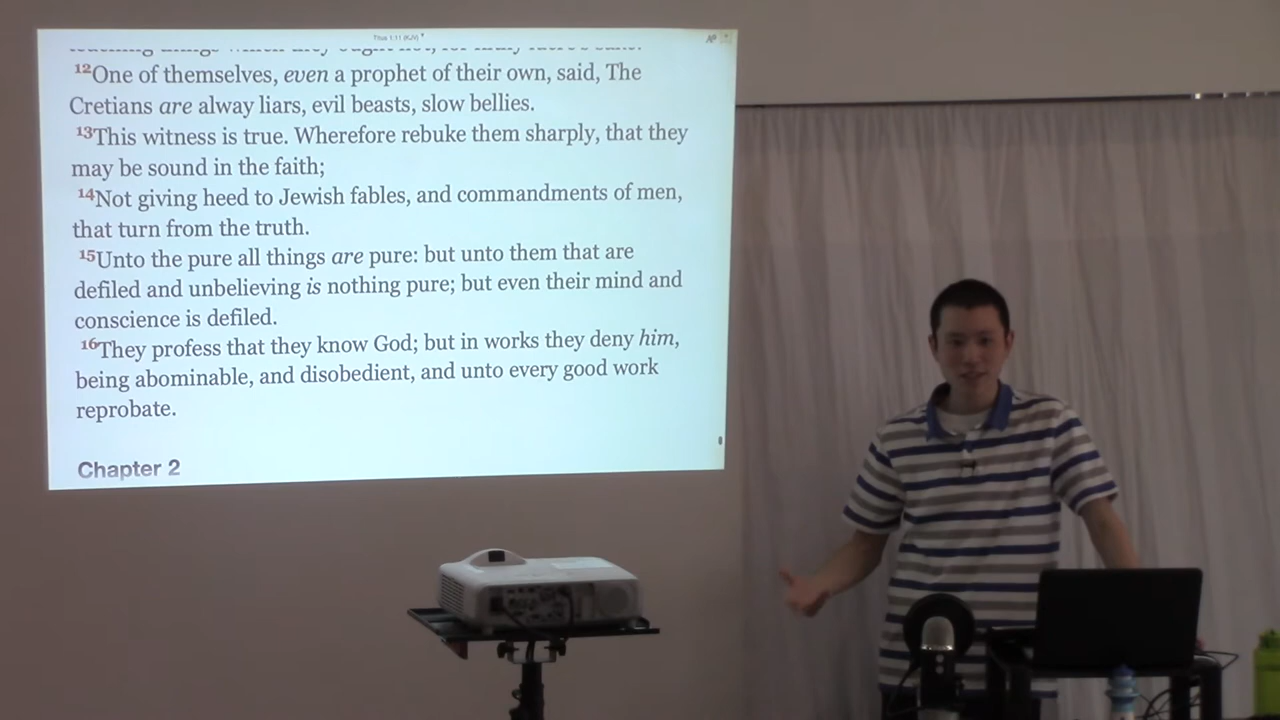 Titus 1:11 (KJV)
12One of themselves, even a prophet of their own, said, The
Cretians are alway liars, evil beasts, slow bellies.
13This witness is true. Wherefore rebuke them sharply, that they
may be sound in the faith;
14Not giving heed to Jewish fables, and commandments of men,
that turn from the truth.
15Unto the pure all things are pure: but unto them that are
defiled and unbelieving is nothing pure; but even their mind and
conscience is defiled.
16They profess that they know God; but in works they deny him,
being abominable, and disobedient, and unto every good work
reprobate.
Chapter 2